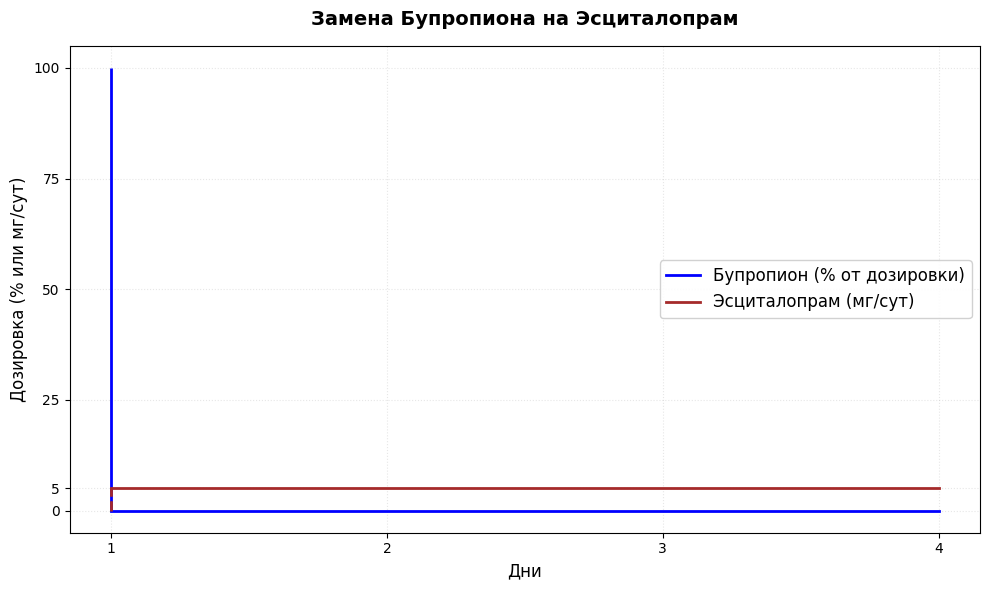 Замена Бупропиона на Эсциталопрам
Дозировка (% или мг/сут)
100
75
50
25
5
0
Бупропион (% от дозировки)
Эсциталопрам (мг/сут)
1 2 3 4
Дни